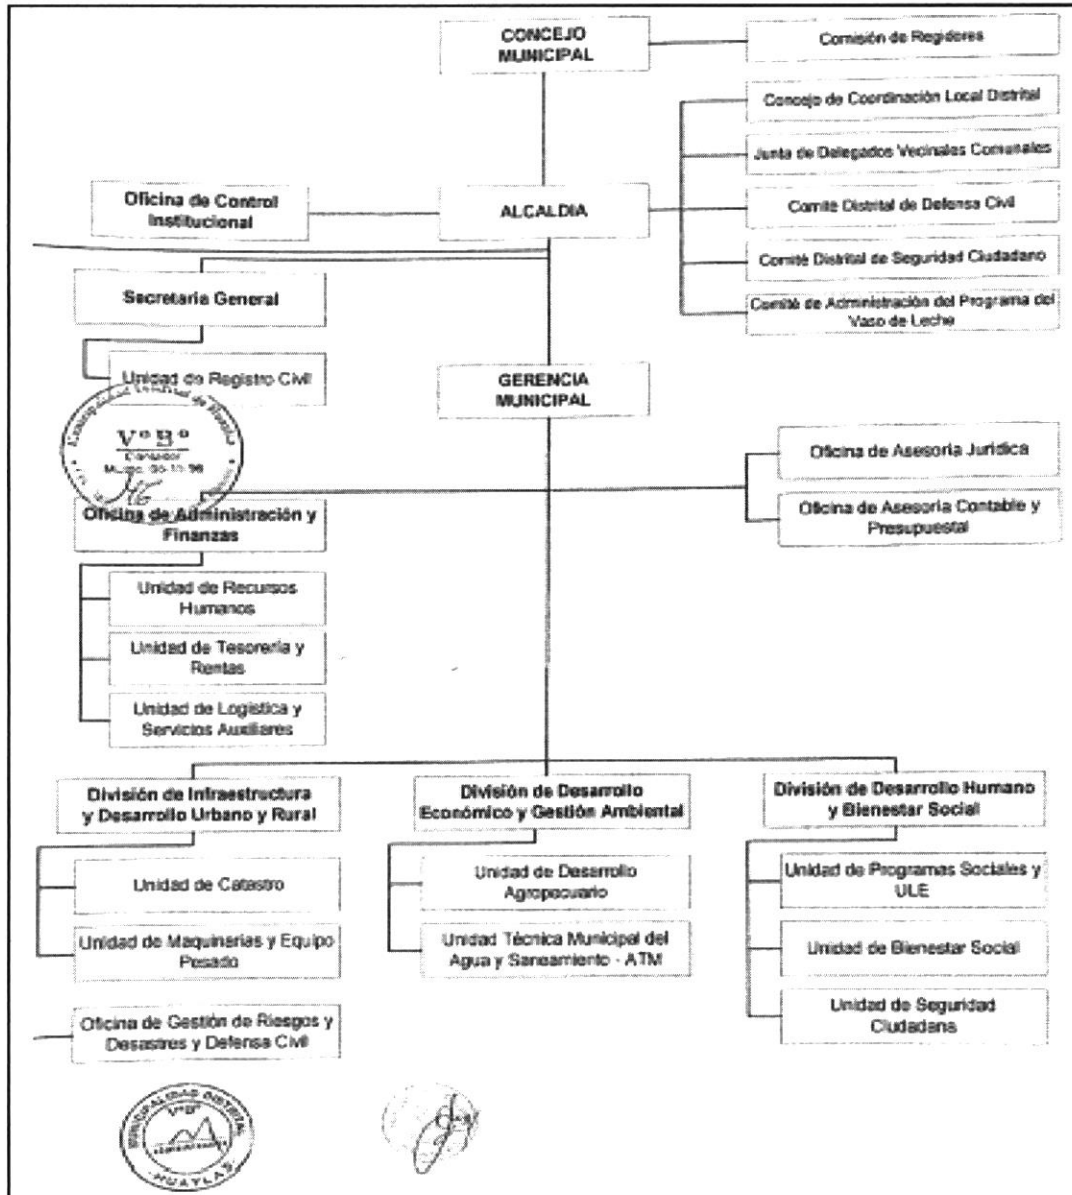 CONCEJO
MUNICIPAL
Comisión de Regidores
Concejo de Coordinación Local Distrital
Junta de Delegados Vecinales Comunales
Oficina de Control
Institucional
ALCALDIA
Comité Distrital de Defensa Civil
Comité Distrital de Seguridad Ciudadano
Secretaria General
Comité de Administración del Programa del
Vaso de Leche
Unidad de Registro Civil
GERENCIA
MUNICIPAL
VºBº
Oficina de Asesoría Jurídica
Oficina de Administración y
Finanzas
Oficina de Asesoría Contable y
Presupuestal
Unidad de Recursos
Humanos
Unidad de Tesorería y
Rentas
Unidad de Logística y
Servicios Auxiliares
División de Infraestructura
y Desarrollo Urbano y Rural
División de Desarrollo
Económico y Gestión Ambiental
División de Desarrollo Humano
y Bienestar Social
Unidad de Catastro
Unidad de Desarrollo
Agropecuario
Unidad de Programas Sociales y
ULE
Unidad de Maquinarias y Equipo
Pesado
Unidad Técnica Municipal del
Agua y Saneamiento - ATM
Unidad de Bienestar Social
Oficina de Gestión de Riesgos y
Desastres y Defensa Civil
Unidad de Seguridad
Ciudadana
MUNICIPALIDAD DISTRITAL
HUAYLAS